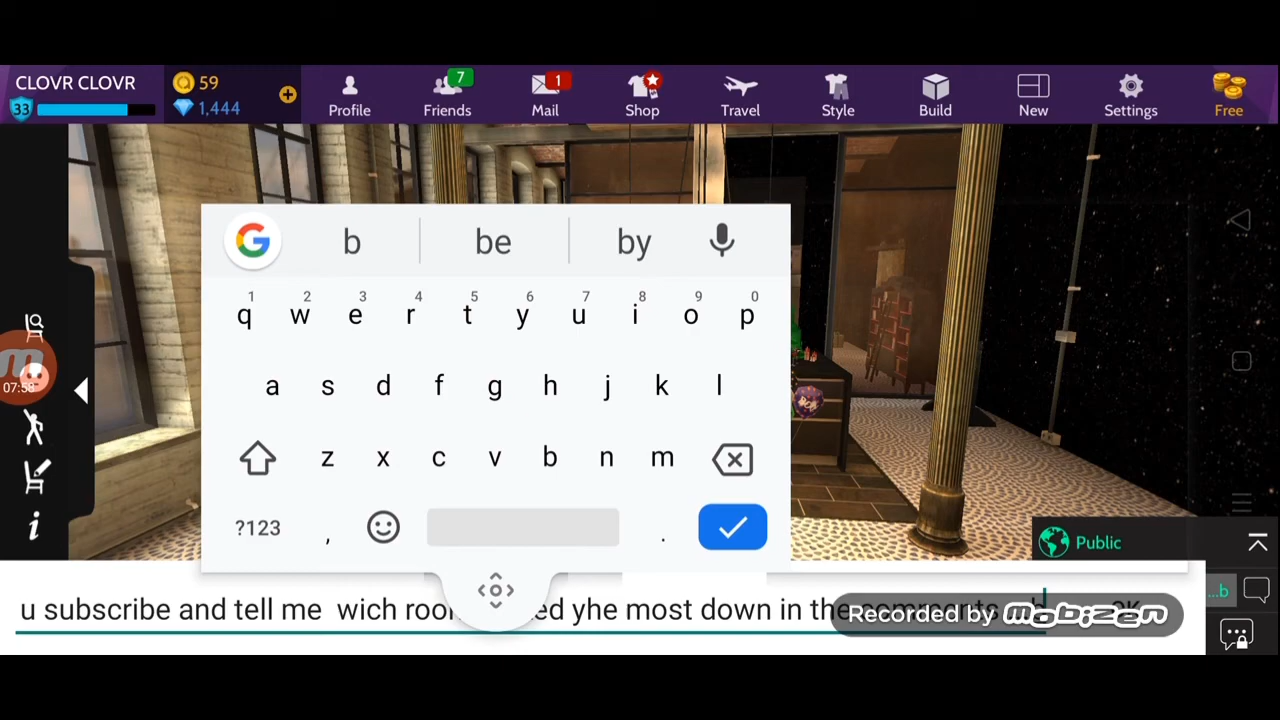 CLOVR CLOVR
33
59
1,444
Profile
7
Friends
1
Mail
Shop
Travel
Style
Build
New
Settings
Free
b be by
1 2 3 4 5 6 7 8 9 0
q w e r t y u i o p
a s d f g h j k l
z x c v b n m
?123 , .
07:58
Public
u subscribe and tell me wich ed yhe most down in the
...b
Recorded by mobizen